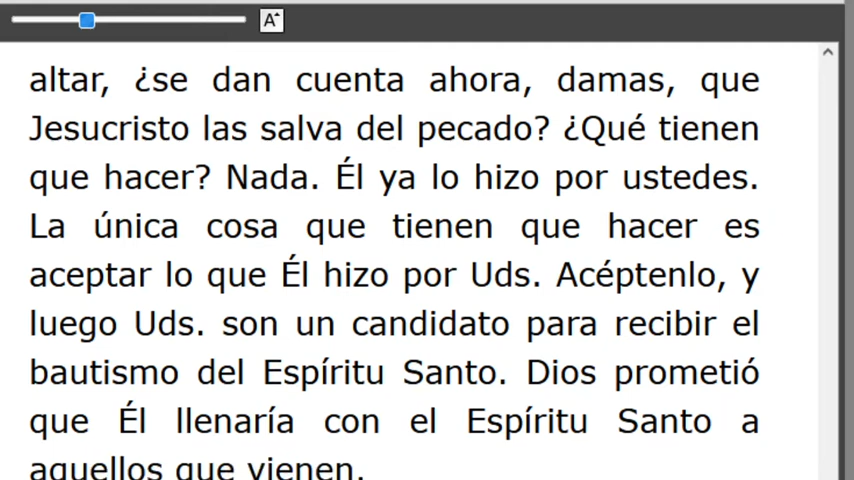 A
altar, ¿se dan cuenta ahora, damas, que
Jesucristo las salva del pecado? ¿Qué tienen
que hacer? Nada. Él ya lo hizo por ustedes.
La única cosa que tienen que hacer es
aceptar lo que Él hizo por Uds. Acéptenlo, y
luego Uds. son un candidato para recibir el
bautismo del Espíritu Santo. Dios prometió
que Él llenaría con el Espíritu Santo a
aquellos que vienen.